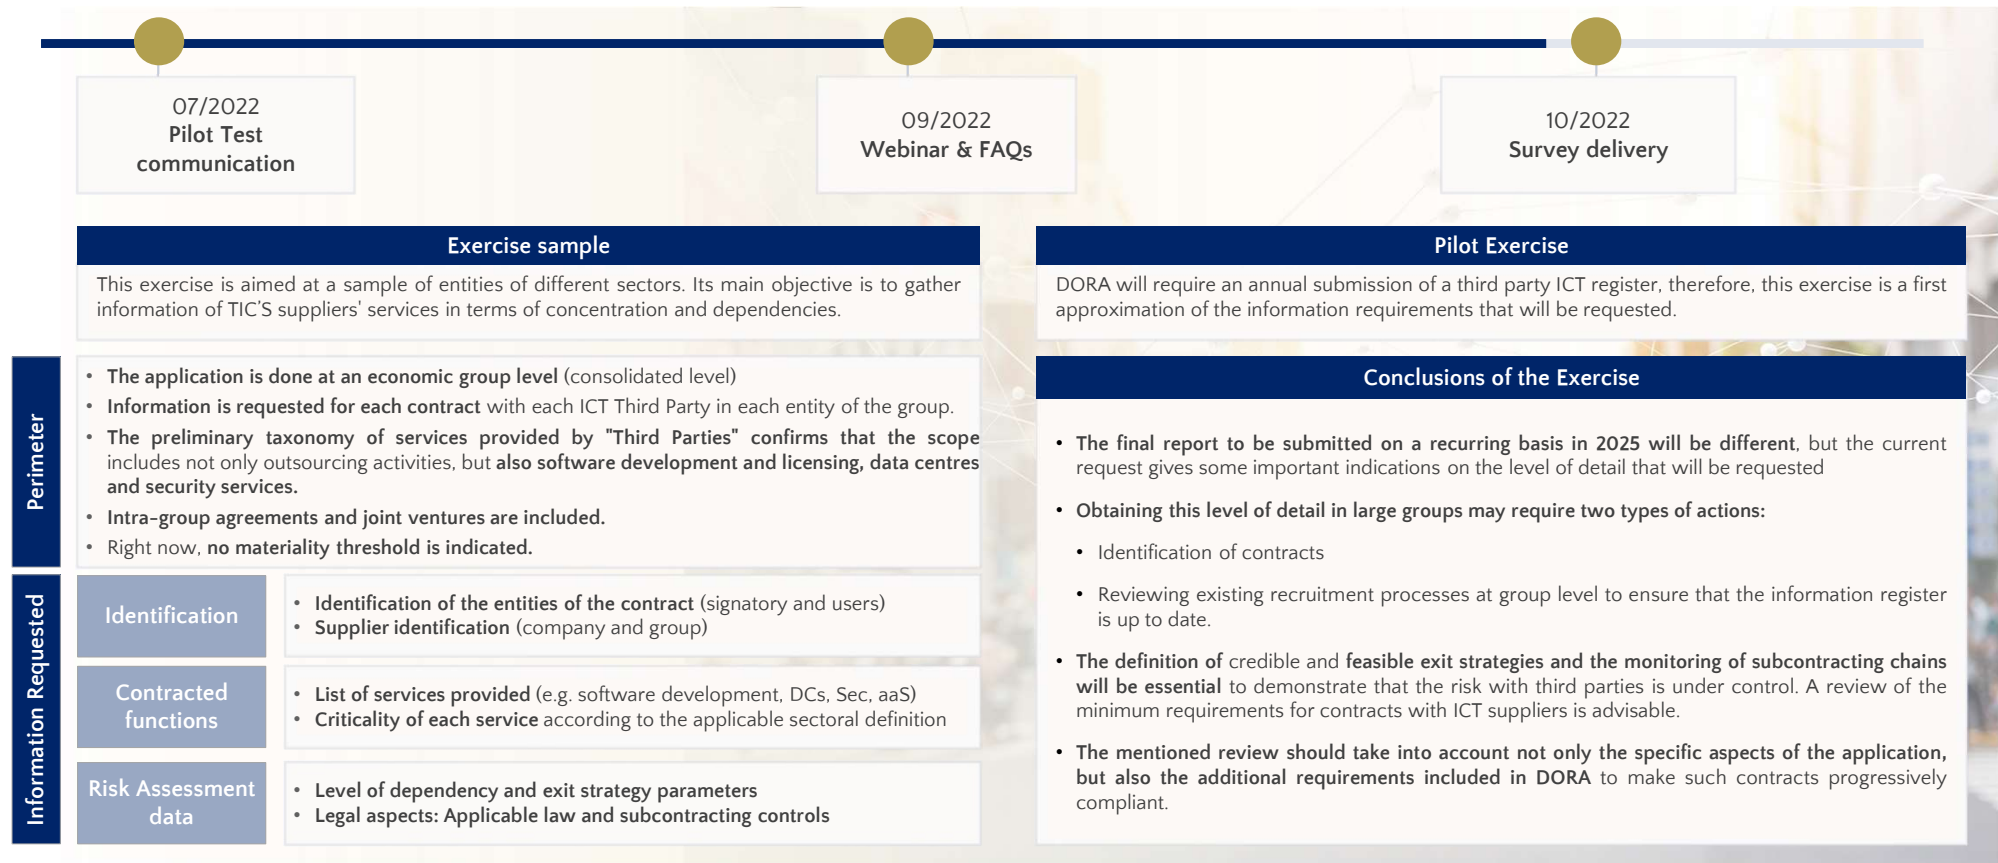 07/2022
Pilot Test
communication
09/2022
Webinar & FAQs
10/2022
Survey delivery
Exercise sample
This exercise is aimed at a sample of entities of different sectors. Its main objective is to gather
information of TIC'S suppliers' services in terms of concentration and dependencies.
Perimeter
• The application is done at an economic group level (consolidated level)
• Information is requested for each contract with each ICT Third Party in each entity of the group.
• The preliminary taxonomy of services provided by "Third Parties" confirms that the scope
includes not only outsourcing activities, but also software development and licensing, data centres
and security services.
• Intra-group agreements and joint ventures are included.
• Right now, no materiality threshold is indicated.
Information Requested
Identification
• Identification of the entities of the contract (signatory and users)
• Supplier identification (company and group)
Contracted
functions
• List of services provided (e.g. software development, DCs, Sec, aaS)
• Criticality of each service according to the applicable sectoral definition
Risk Assessment
data
• Level of dependency and exit strategy parameters
• Legal aspects: Applicable law and subcontracting controls
Pilot Exercise
DORA will require an annual submission of a third party ICT register, therefore, this exercise is a first
approximation of the information requirements that will be requested.
Conclusions of the Exercise
• The final report to be submitted on a recurring basis in 2025 will be different, but the current
request gives some important indications on the level of detail that will be requested
• Obtaining this level of detail in large groups may require two types of actions:
• Identification of contracts
• Reviewing existing recruitment processes at group level to ensure that the information register
is up to date.
• The definition of credible and feasible exit strategies and the monitoring of subcontracting chains
will be essential to demonstrate that the risk with third parties is under control. A review of the
minimum requirements for contracts with ICT suppliers is advisable.
• The mentioned review should take into account not only the specific aspects of the application,
but also the additional requirements included in DORA to make such contracts progressively
compliant.